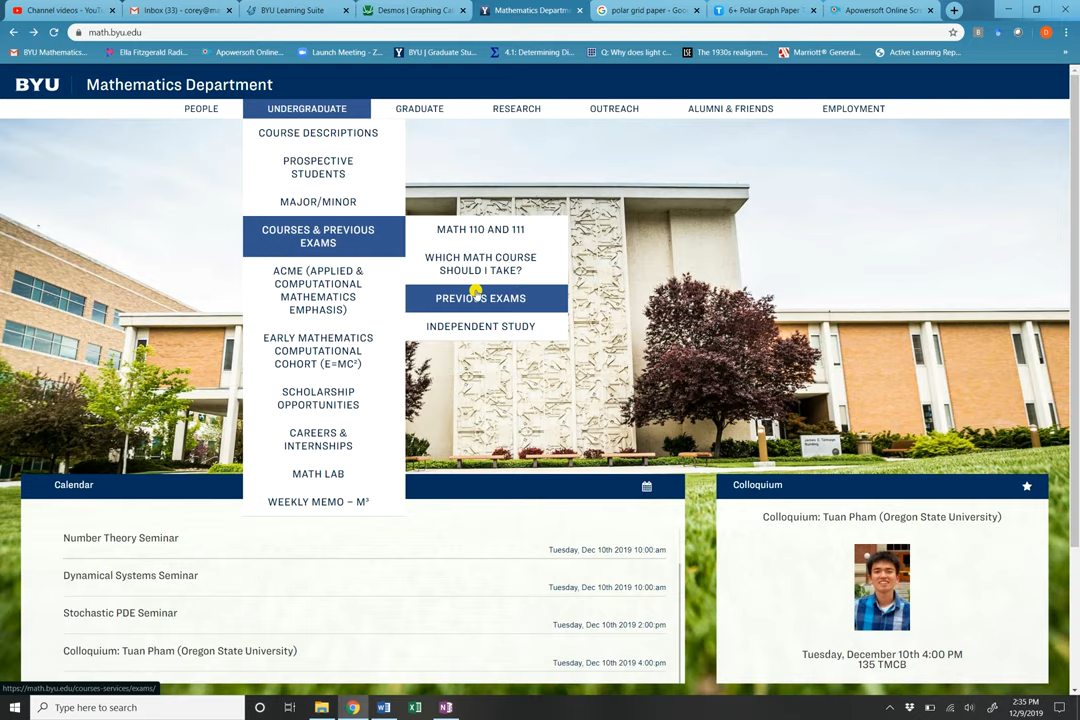 Channel videos - YouTu
Inbox (33) - corey@ma
BYU Learning Suite
Desmos | Graphing Ca
Mathematics Departm
polar grid paper - Goo
6+ Polar Graph Paper T
Apowersoft Online Scr
math.byu.edu
BYU Mathematics...
Ella Fitzgerald Radi...
Apowersoft Online...
Launch Meeting - Z...
BYU | Graduate Stu...
4.1: Determining Di...
Q: Why does light c...
The 1930s realignm...
Marriott® General...
Active Learning Rep...
BYU Mathematics Department
PEOPLE
UNDERGRADUATE
GRADUATE
RESEARCH
OUTREACH
ALUMNI & FRIENDS
EMPLOYMENT
COURSE DESCRIPTIONS
PROSPECTIVE
STUDENTS
MAJOR/MINOR
COURSES & PREVIOUS
EXAMS
ACME (APPLIED &
COMPUTATIONAL
MATHEMATICS
EMPHASIS)
EARLY MATHEMATICS
COMPUTATIONAL
COHORT (E=MC²)
SCHOLARSHIP
OPPORTUNITIES
CAREERS &
INTERNSHIPS
MATH LAB
WEEKLY MEMO – M³
MATH 110 AND 111
WHICH MATH COURSE
SHOULD I TAKE?
PREVIOUS EXAMS
INDEPENDENT STUDY
Calendar
Number Theory Seminar
Tuesday, Dec 10th 2019 10:00:am
Dynamical Systems Seminar
Tuesday, Dec 10th 2019 10:00:am
Stochastic PDE Seminar
Tuesday, Dec 10th 2019 2:00:pm
Colloquium: Tuan Pham (Oregon State University)
Tuesday, Dec 10th 2019 4:00:pm
Colloquium
Colloquium: Tuan Pham (Oregon State University)
Tuesday, December 10th 4:00 PM
135 TMCB
https://math.byu.edu/courses-services/exams/
Type here to search
2:35 PM
12/9/2019